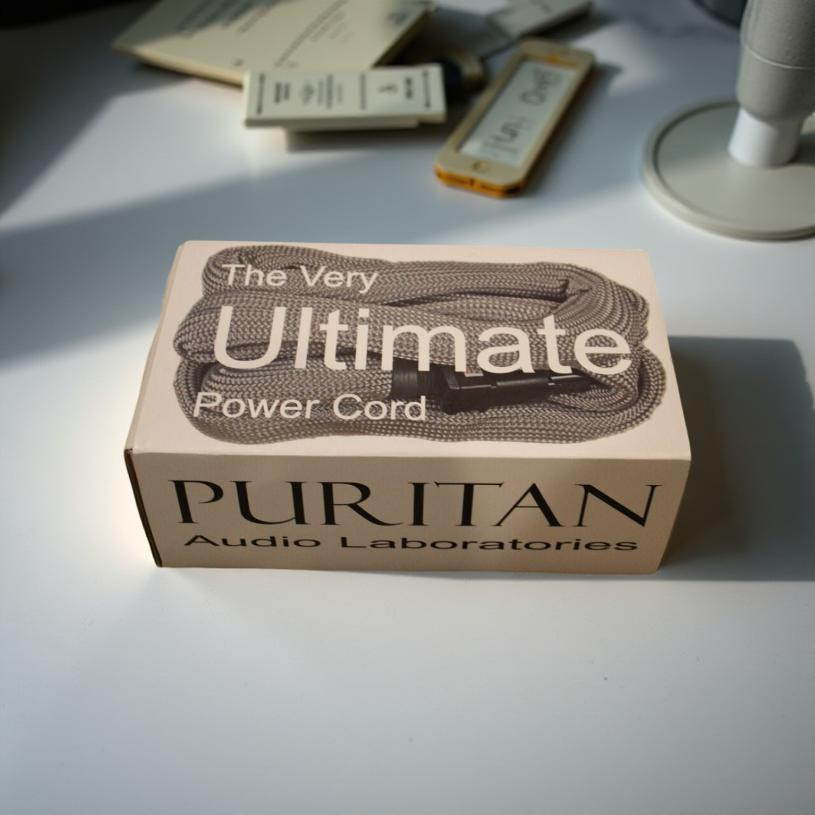 The Very
Ultimate
Power Cord
PURITAN
Audio Laboratories